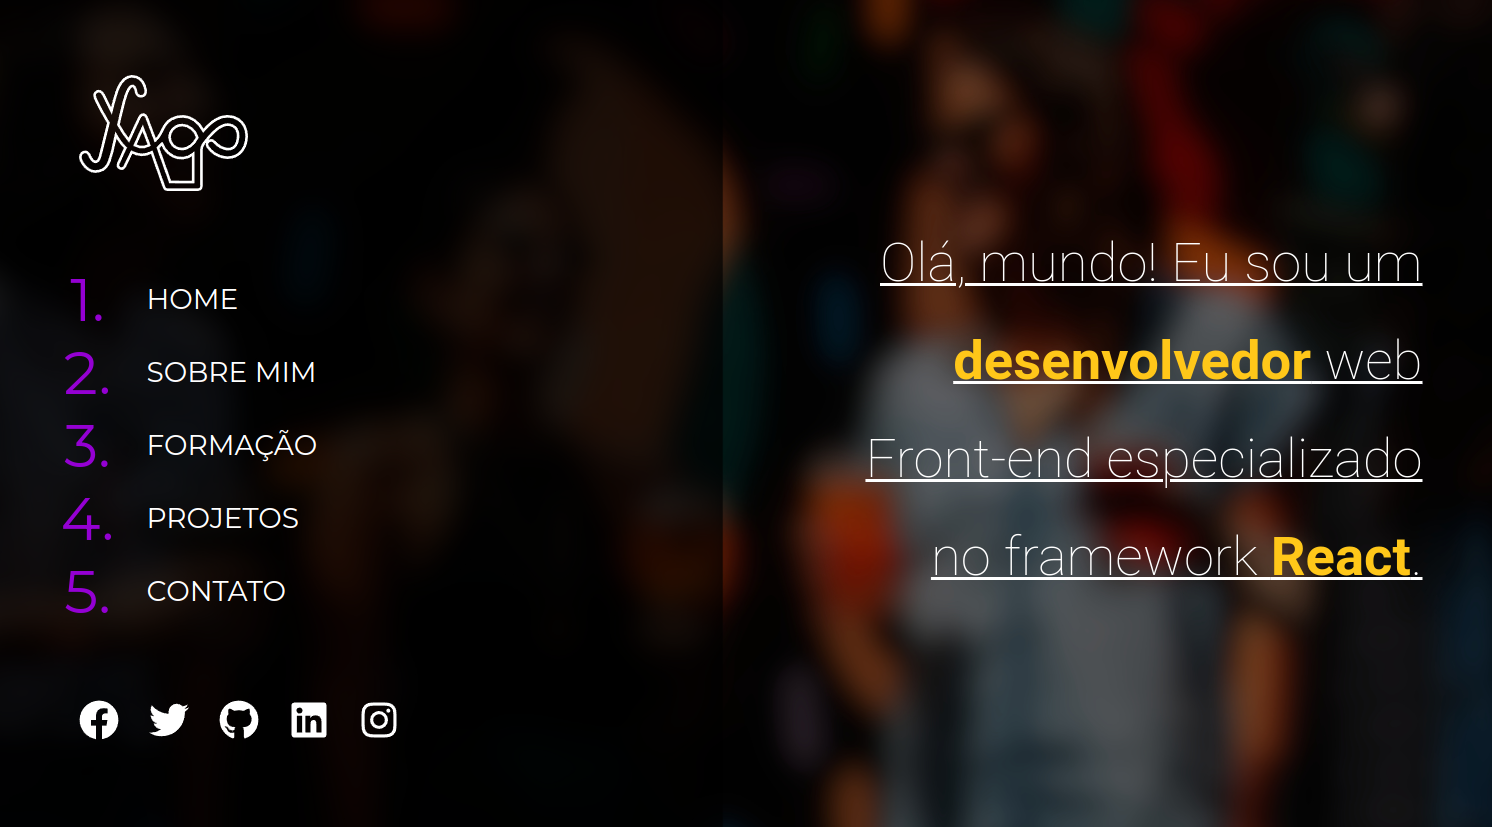 Yago
1. HOME
2. SOBRE MIM
3. FORMAÇÃO
4. PROJETOS
5. CONTATO
Olá, mundo! Eu sou um
desenvolvedor web
Front-end especializado
no framework React.